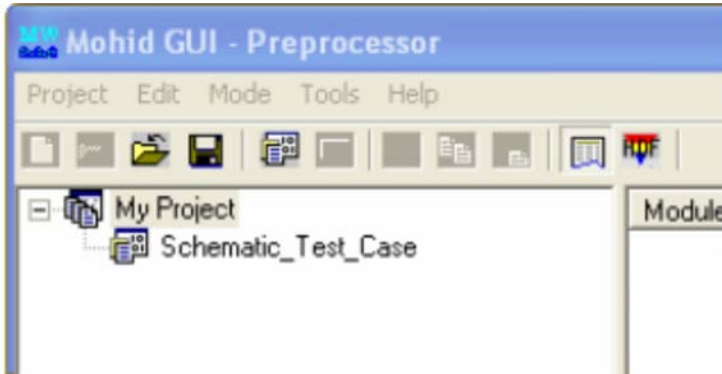 Mohid GUI - Preprocessor
Project Edit Mode Tools Help
My Project
Module
Schematic_Test_Case